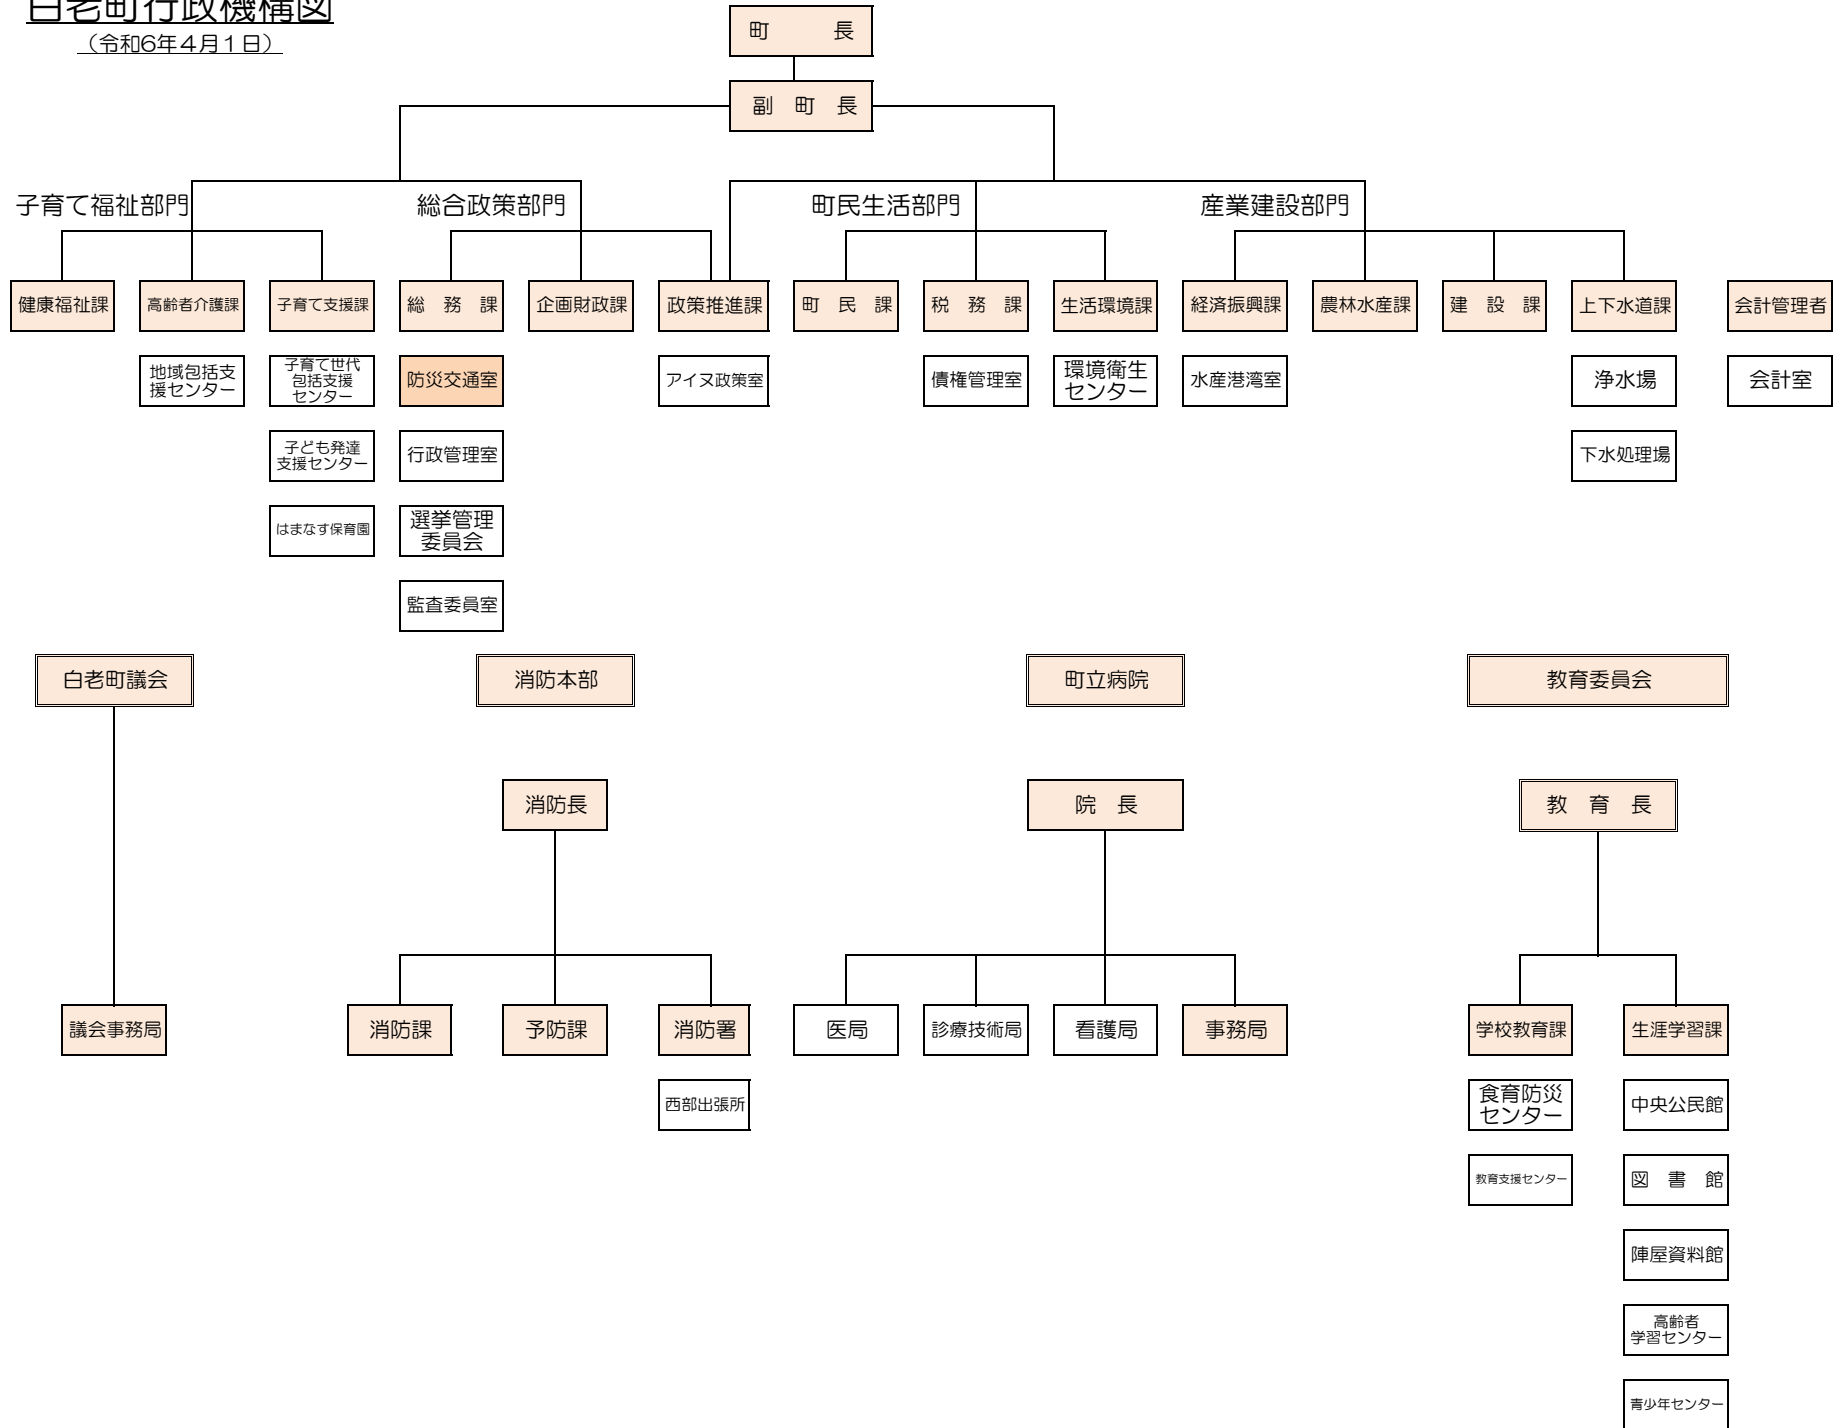 白老町行政機構図
（令和6年４月１日）
町　　　長
副　町　長
子育て福祉部門
総合政策部門
町民生活部門
産業建設部門
健康福祉課
高齢者介護課
子育て支援課
総　務　課
企画財政課
政策推進課
町　民　課
税　務　課
生活環境課
経済振興課
農林水産課
建　設　課
上下水道課
会計管理者
地域包括支
援センター
子育て世代
包括支援
センター
防災交通室
アイヌ政策室
債権管理室
環境衛生
センター
水産港湾室
浄水場
会計室
子ども発達
支援センター
行政管理室
下水処理場
はまなす保育園
選挙管理
委員会
監査委員室
白老町議会
消防本部
町立病院
教育委員会
消防長
院　長
教　育　長
議会事務局
消防課
予防課
消防署
医局
診療技術局
看護局
事務局
学校教育課
生涯学習課
西部出張所
食育防災
センター
中央公民館
教育支援センター
図　書　館
陣屋資料館
高齢者
学習センター
青少年センター